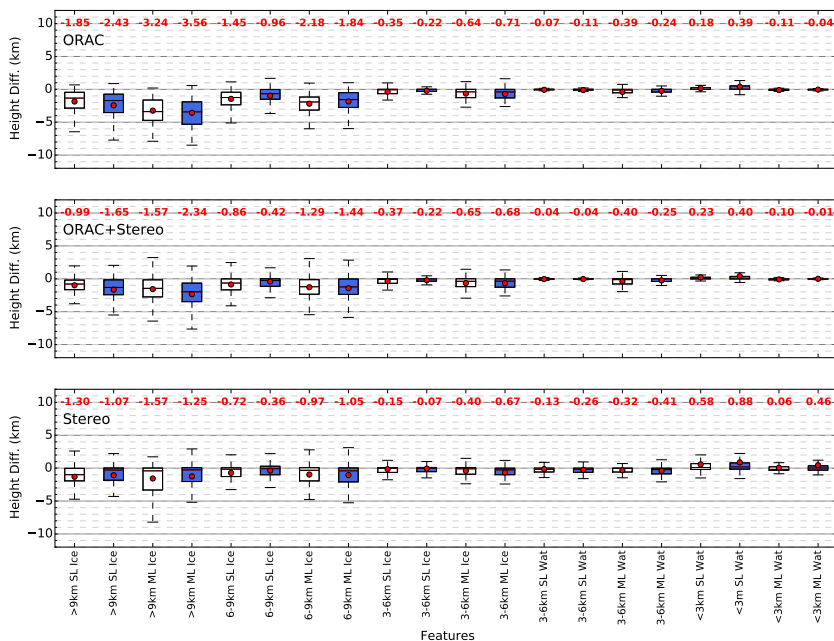 -1.85 -2.43 -3.24 -3.56 -1.45 -0.96 -2.18 -1.84 -0.35 -0.22 -0.64 -0.71 -0.07 -0.11 -0.39 -0.24 0.18 0.39 -0.11 -0.04
ORAC
10
5
0
−5
−10
Height Diff. (km)
-0.99 -1.65 -1.57 -2.34 -0.86 -0.42 -1.29 -1.44 -0.37 -0.22 -0.65 -0.68 -0.04 -0.04 -0.40 -0.25 0.23 0.40 -0.10 -0.01
ORAC+Stereo
10
5
0
−5
−10
Height Diff. (km)
-1.30 -1.07 -1.57 -1.25 -0.72 -0.36 -0.97 -1.05 -0.15 -0.07 -0.40 -0.67 -0.13 -0.26 -0.32 -0.41 0.58 0.88 0.06 0.46
Stereo
10
5
0
−5
−10
Height Diff. (km)
>9km SL Ice
>9km SL Ice
>9km ML Ice
>9km ML Ice
6-9km SL Ice
6-9km SL Ice
6-9km ML Ice
6-9km ML Ice
3-6km SL Ice
3-6km SL Ice
3-6km ML Ice
3-6km ML Ice
3-6km SL Wat
3-6km SL Wat
3-6km ML Wat
3-6km ML Wat
<3km SL Wat
<3m SL Wat
<3km ML Wat
<3km ML Wat
Features